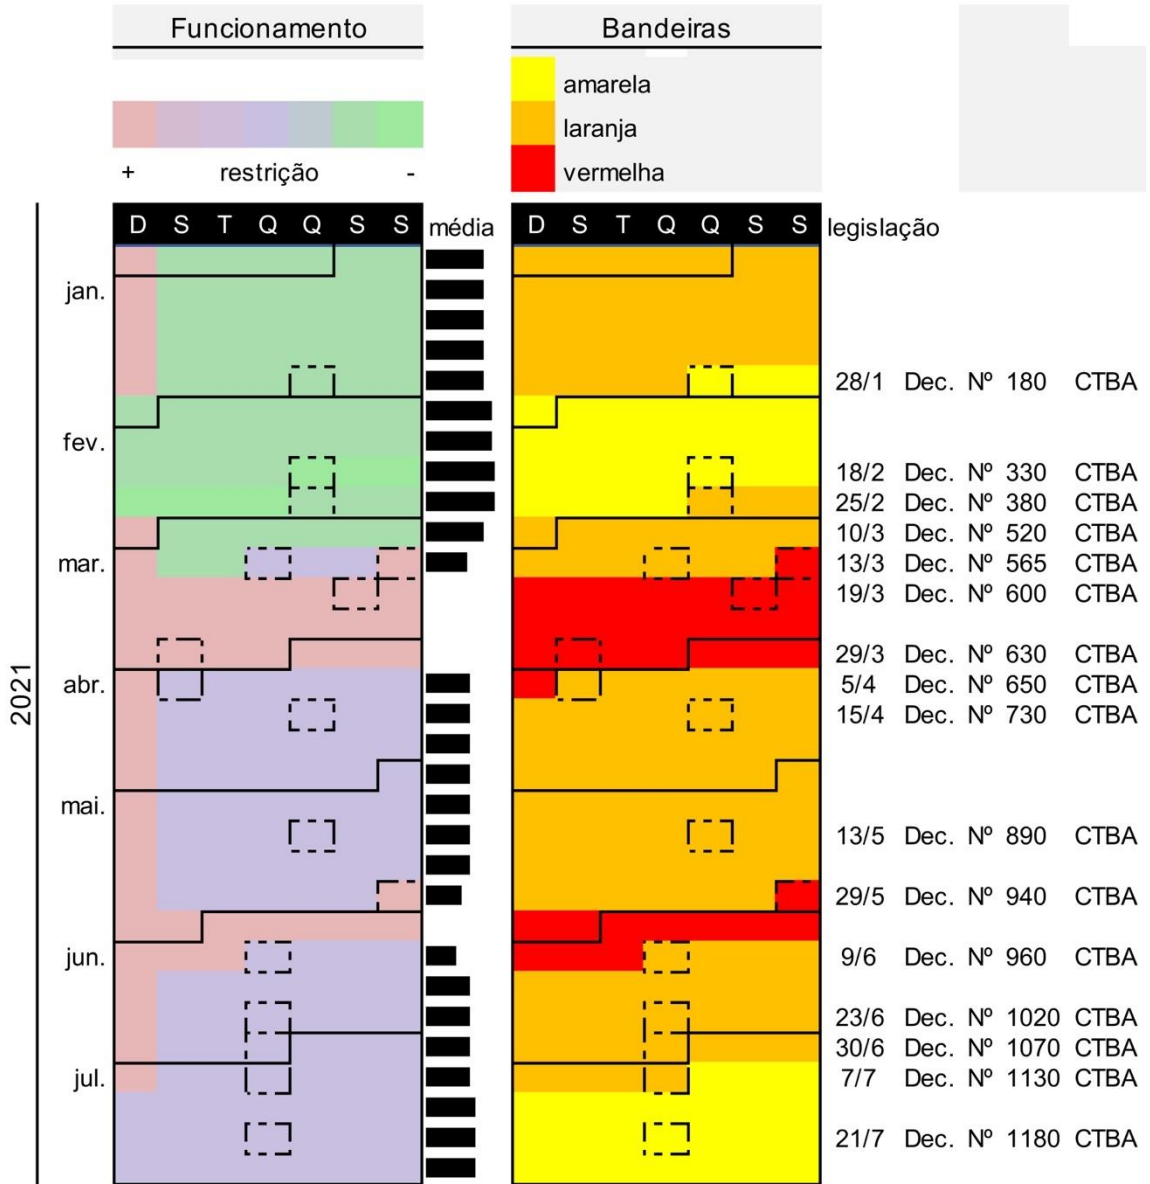 Funcionamento
Bandeiras
amarela
laranja
vermelha
+ restrição -
D S T Q Q S S média
D S T Q Q S S legislação
2021
jan.
28/1 Dec. Nº 180 CTBA
fev.
18/2 Dec. Nº 330 CTBA
25/2 Dec. Nº 380 CTBA
10/3 Dec. Nº 520 CTBA
mar.
13/3 Dec. Nº 565 CTBA
19/3 Dec. Nº 600 CTBA
29/3 Dec. Nº 630 CTBA
abr.
5/4 Dec. Nº 650 CTBA
15/4 Dec. Nº 730 CTBA
mai.
13/5 Dec. Nº 890 CTBA
29/5 Dec. Nº 940 CTBA
jun.
9/6 Dec. Nº 960 CTBA
23/6 Dec. Nº 1020 CTBA
30/6 Dec. Nº 1070 CTBA
jul.
7/7 Dec. Nº 1130 CTBA
21/7 Dec. Nº 1180 CTBA